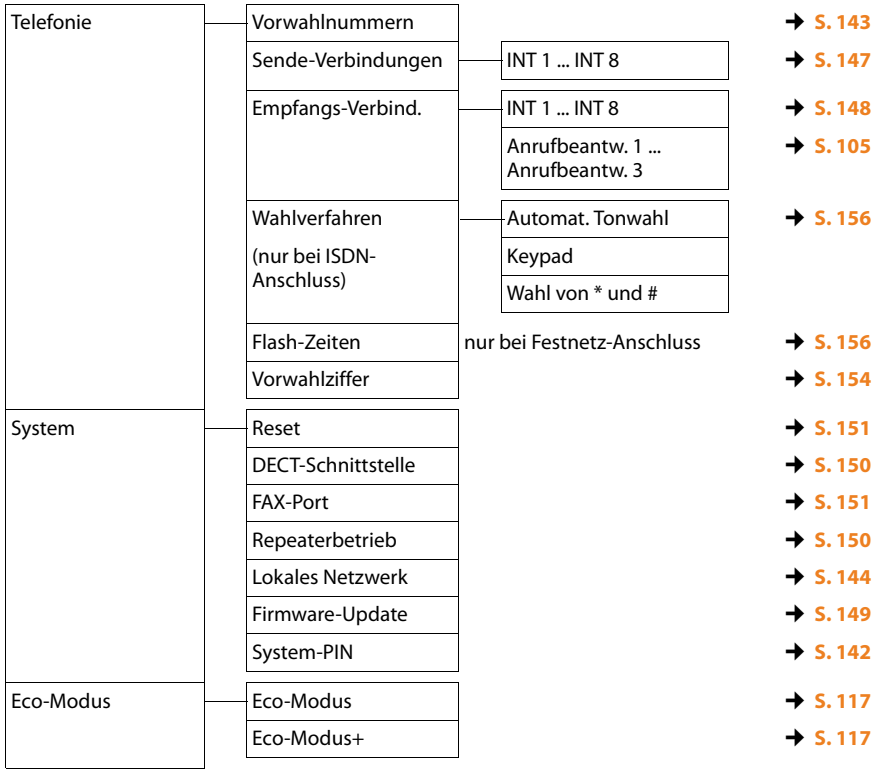 Telefonie Vorwahlnummern ➔ S. 143
Sende-Verbindungen INT 1 ... INT 8 ➔ S. 147
Empfangs-Verbind. INT 1 ... INT 8 ➔ S. 148
Anrufbeantw. 1 ... ➔ S. 105
Anrufbeantw. 3
Wahlverfahren Automat. Tonwahl ➔ S. 156
(nur bei ISDN- Keypad
Anschluss)
Wahl von * und #
Flash-Zeiten nur bei Festnetz-Anschluss ➔ S. 156
Vorwahlziffer ➔ S. 154
System Reset ➔ S. 151
DECT-Schnittstelle ➔ S. 150
FAX-Port ➔ S. 151
Repeaterbetrieb ➔ S. 150
Lokales Netzwerk ➔ S. 144
Firmware-Update ➔ S. 149
System-PIN ➔ S. 142
Eco-Modus Eco-Modus ➔ S. 117
Eco-Modus+ ➔ S. 117